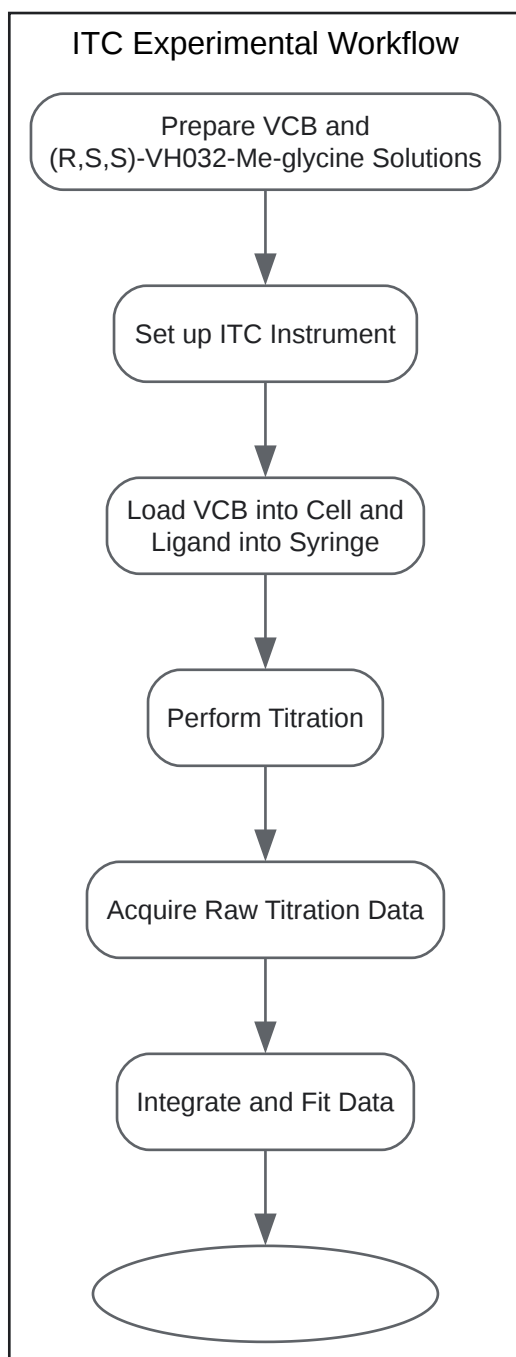 ITC Experimental Workflow
Prepare VCB and
(R,S,S)-VH032-Me-glycine Solutions
Set up ITC Instrument
Load VCB into Cell and
Ligand into Syringe
Perform Titration
Acquire Raw Titration Data
Integrate and Fit Data